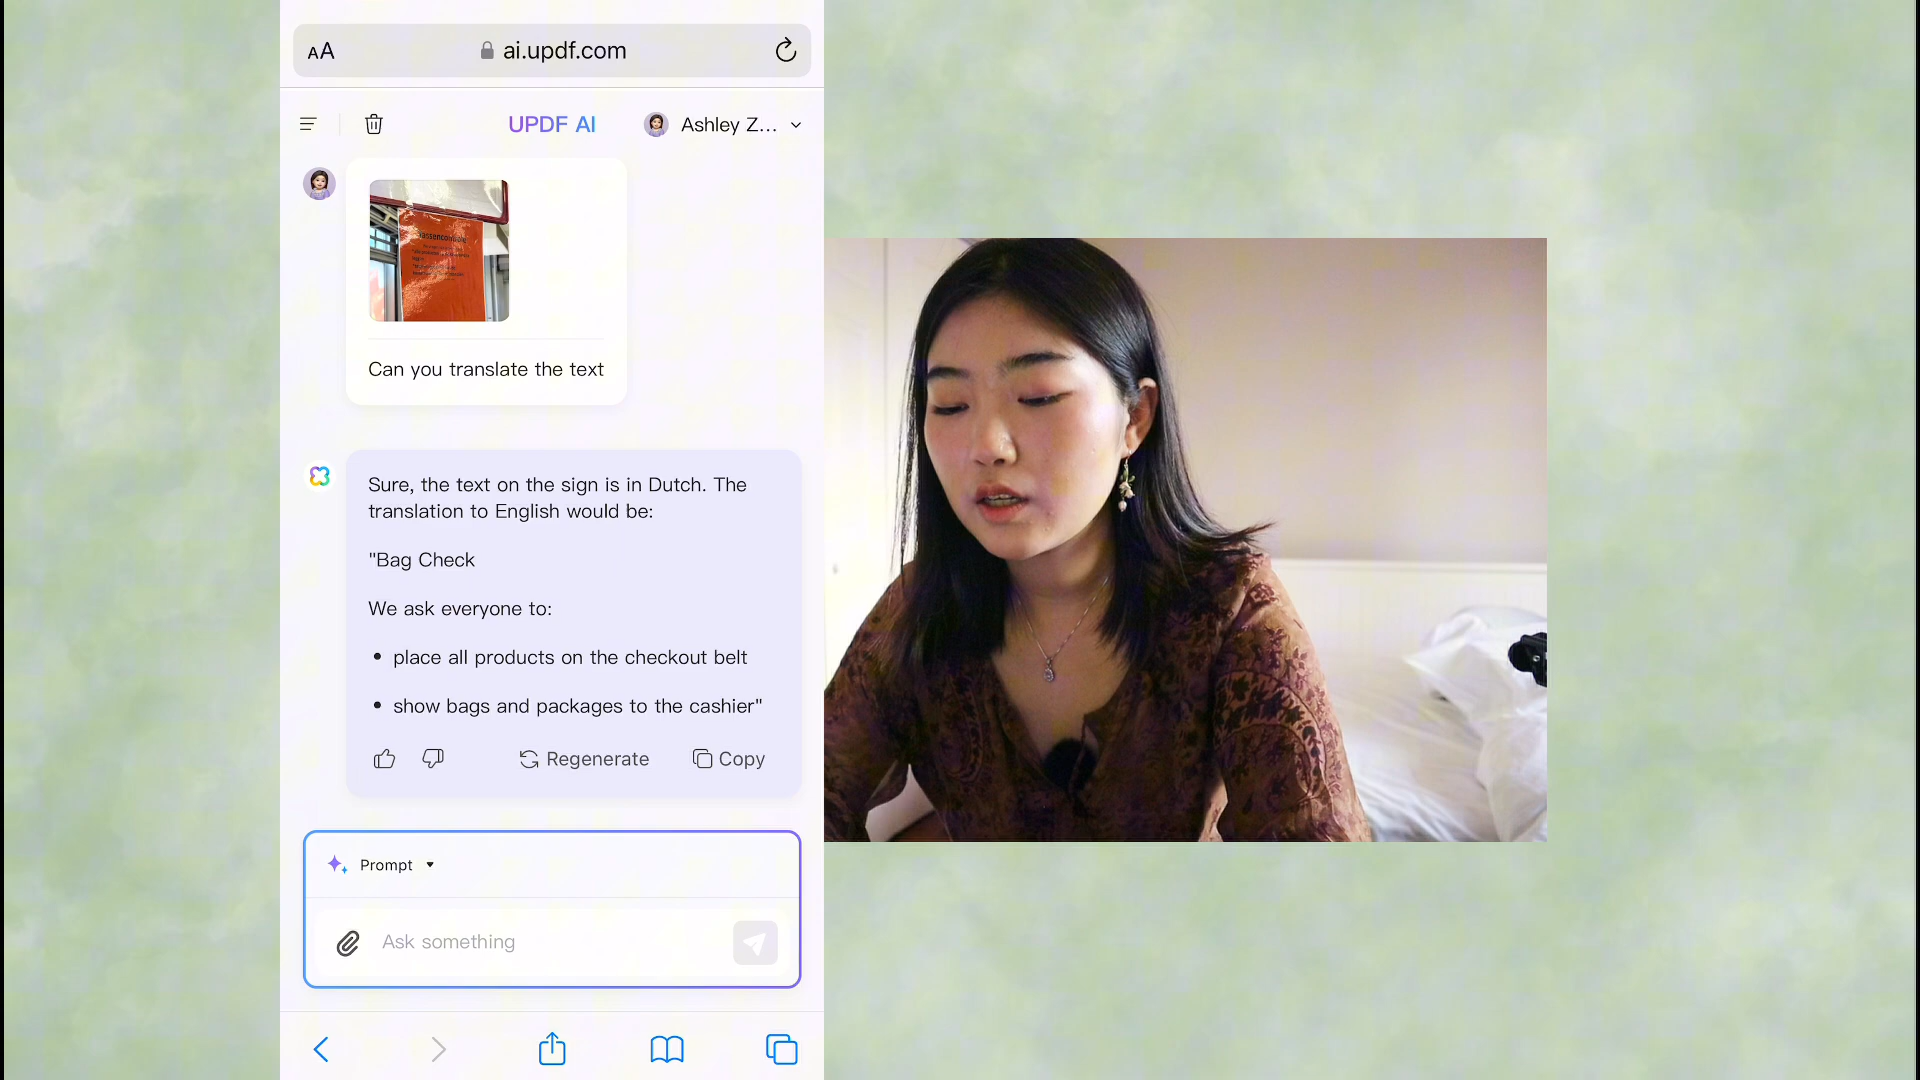 AA
ai.updf.com
UPDF AI
Ashley Z...
Can you translate the text
Sure, the text on the sign is in Dutch. The
translation to English would be:
"Bag Check
We ask everyone to:
• place all products on the checkout belt
• show bags and packages to the cashier"
Regenerate
Copy
Prompt
Ask something